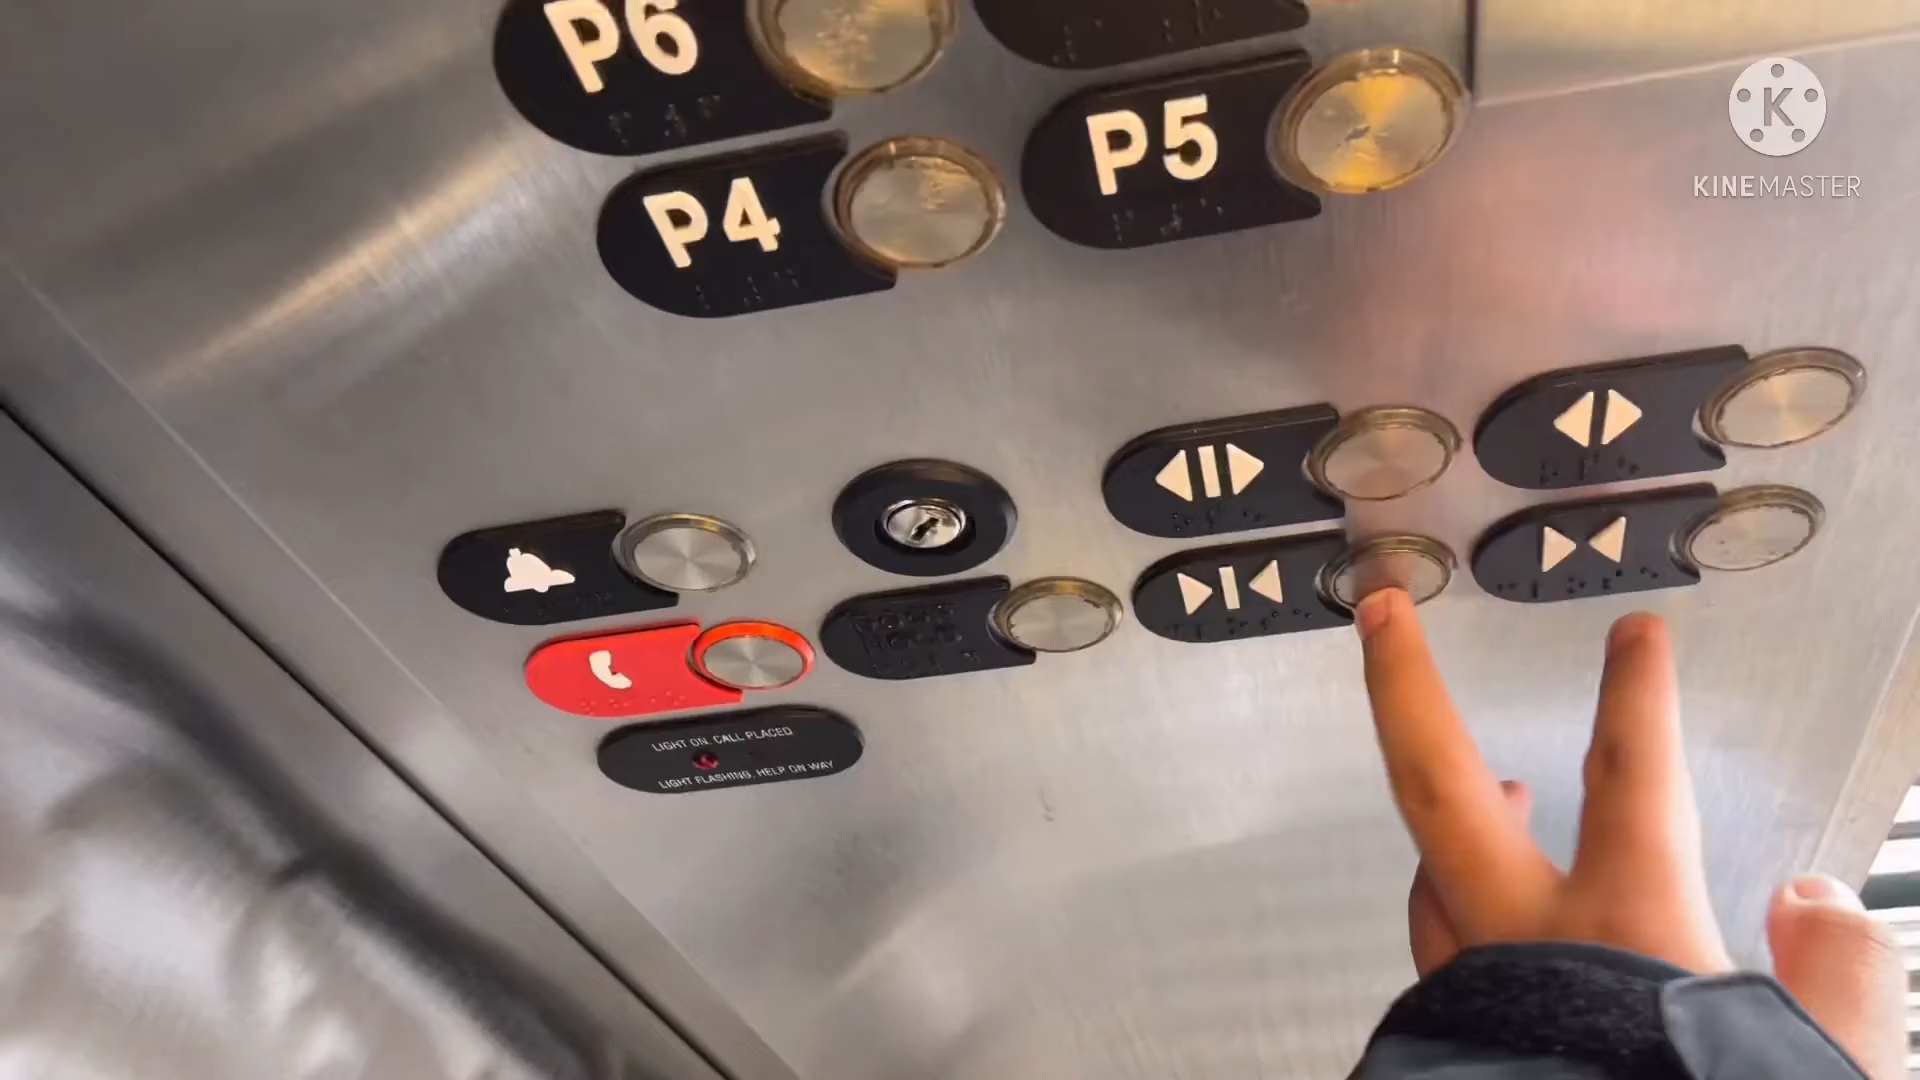 P6
P5
P4
LIGHT ON, CALL PLACED
LIGHT FLASHING, HELP ON WAY
K
KINEMASTER